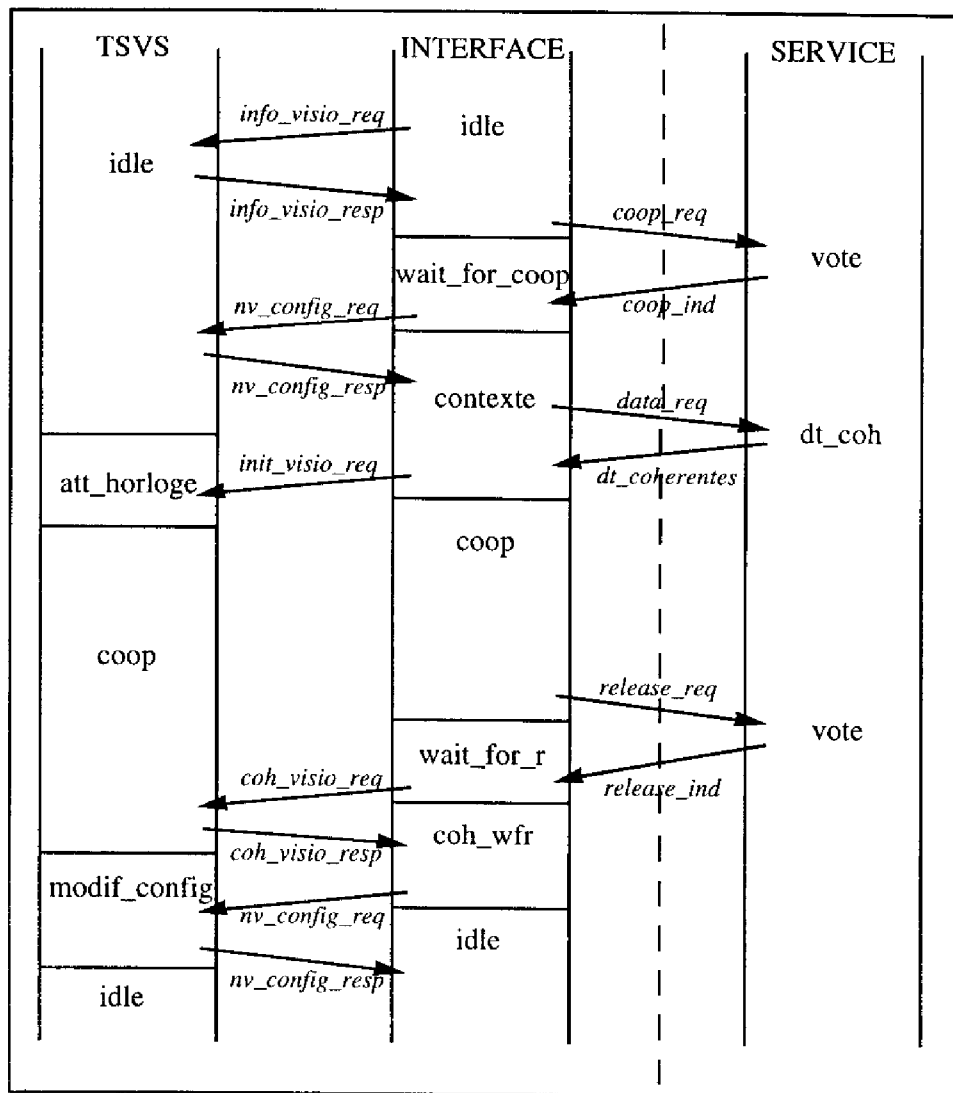 TSVS
INTERFACE
SERVICE
info_visio_req
idle
idle
info_visio_resp
coop_req
vote
wait_for_coop
coop_ind
nv_config_req
nv_config_resp
contexte
data_req
dt_coh
init_visio_req
dt_coherentes
att_horloge
coop
coop
release_req
vote
wait_for_r
coh_visio_req
release_ind
coh_wfr
coh_visio_resp
modif_config
nv_config_req
idle
nv_config_resp
idle